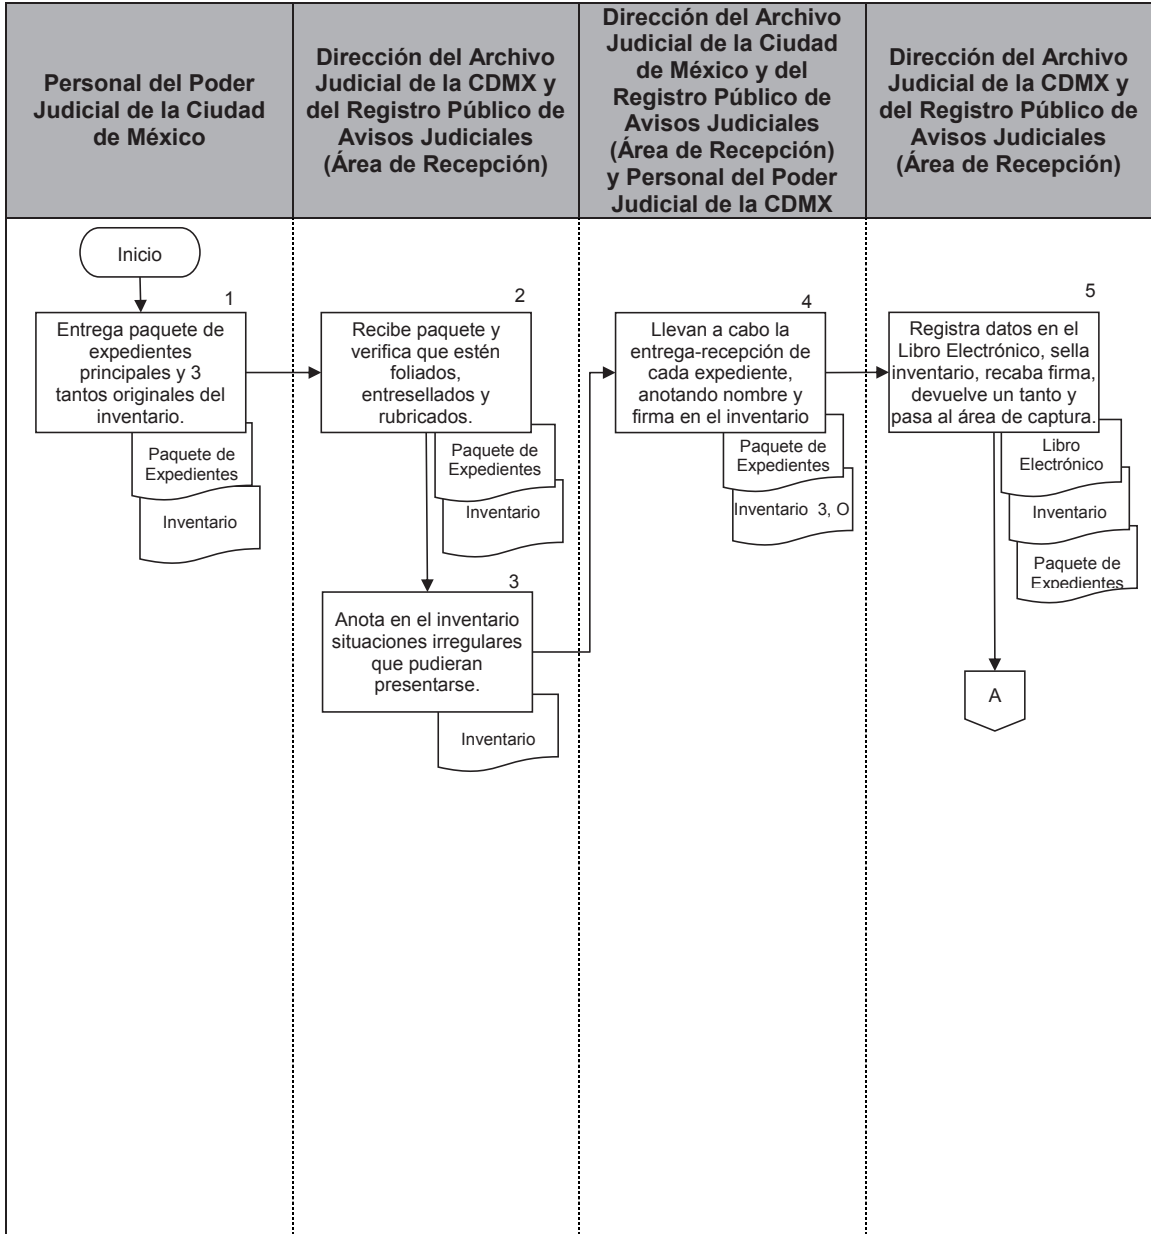 Personal del Poder
Judicial de la Ciudad
de México
Dirección del Archivo
Judicial de la CDMX y
del Registro Público de
Avisos Judiciales
(Área de Recepción)
Dirección del Archivo
Judicial de la Ciudad
de México y del
Registro Público de
Avisos Judiciales
(Área de Recepción)
y Personal del Poder
Judicial de la CDMX
Dirección del Archivo
Judicial de la CDMX y
del Registro Público de
Avisos Judiciales
(Área de Recepción)
Inicio
1
Entrega paquete de
expedientes
principales y 3
tantos originales del
inventario.
Paquete de
Expedientes
Inventario
2
Recibe paquete y
verifica que estén
foliados,
entresellados y
rubricados.
Paquete de
Expedientes
Inventario
3
Anota en el inventario
situaciones irregulares
que pudieran
presentarse.
Inventario
4
Llevan a cabo la
entrega-recepción de
cada expediente,
anotando nombre y
firma en el inventario
Paquete de
Expedientes
Inventario 3, O
5
Registra datos en el
Libro Electrónico, sella
inventario, recaba firma,
devuelve un tanto y
pasa al área de captura.
Libro
Electrónico
Inventario
Paquete de
Expedientes
A